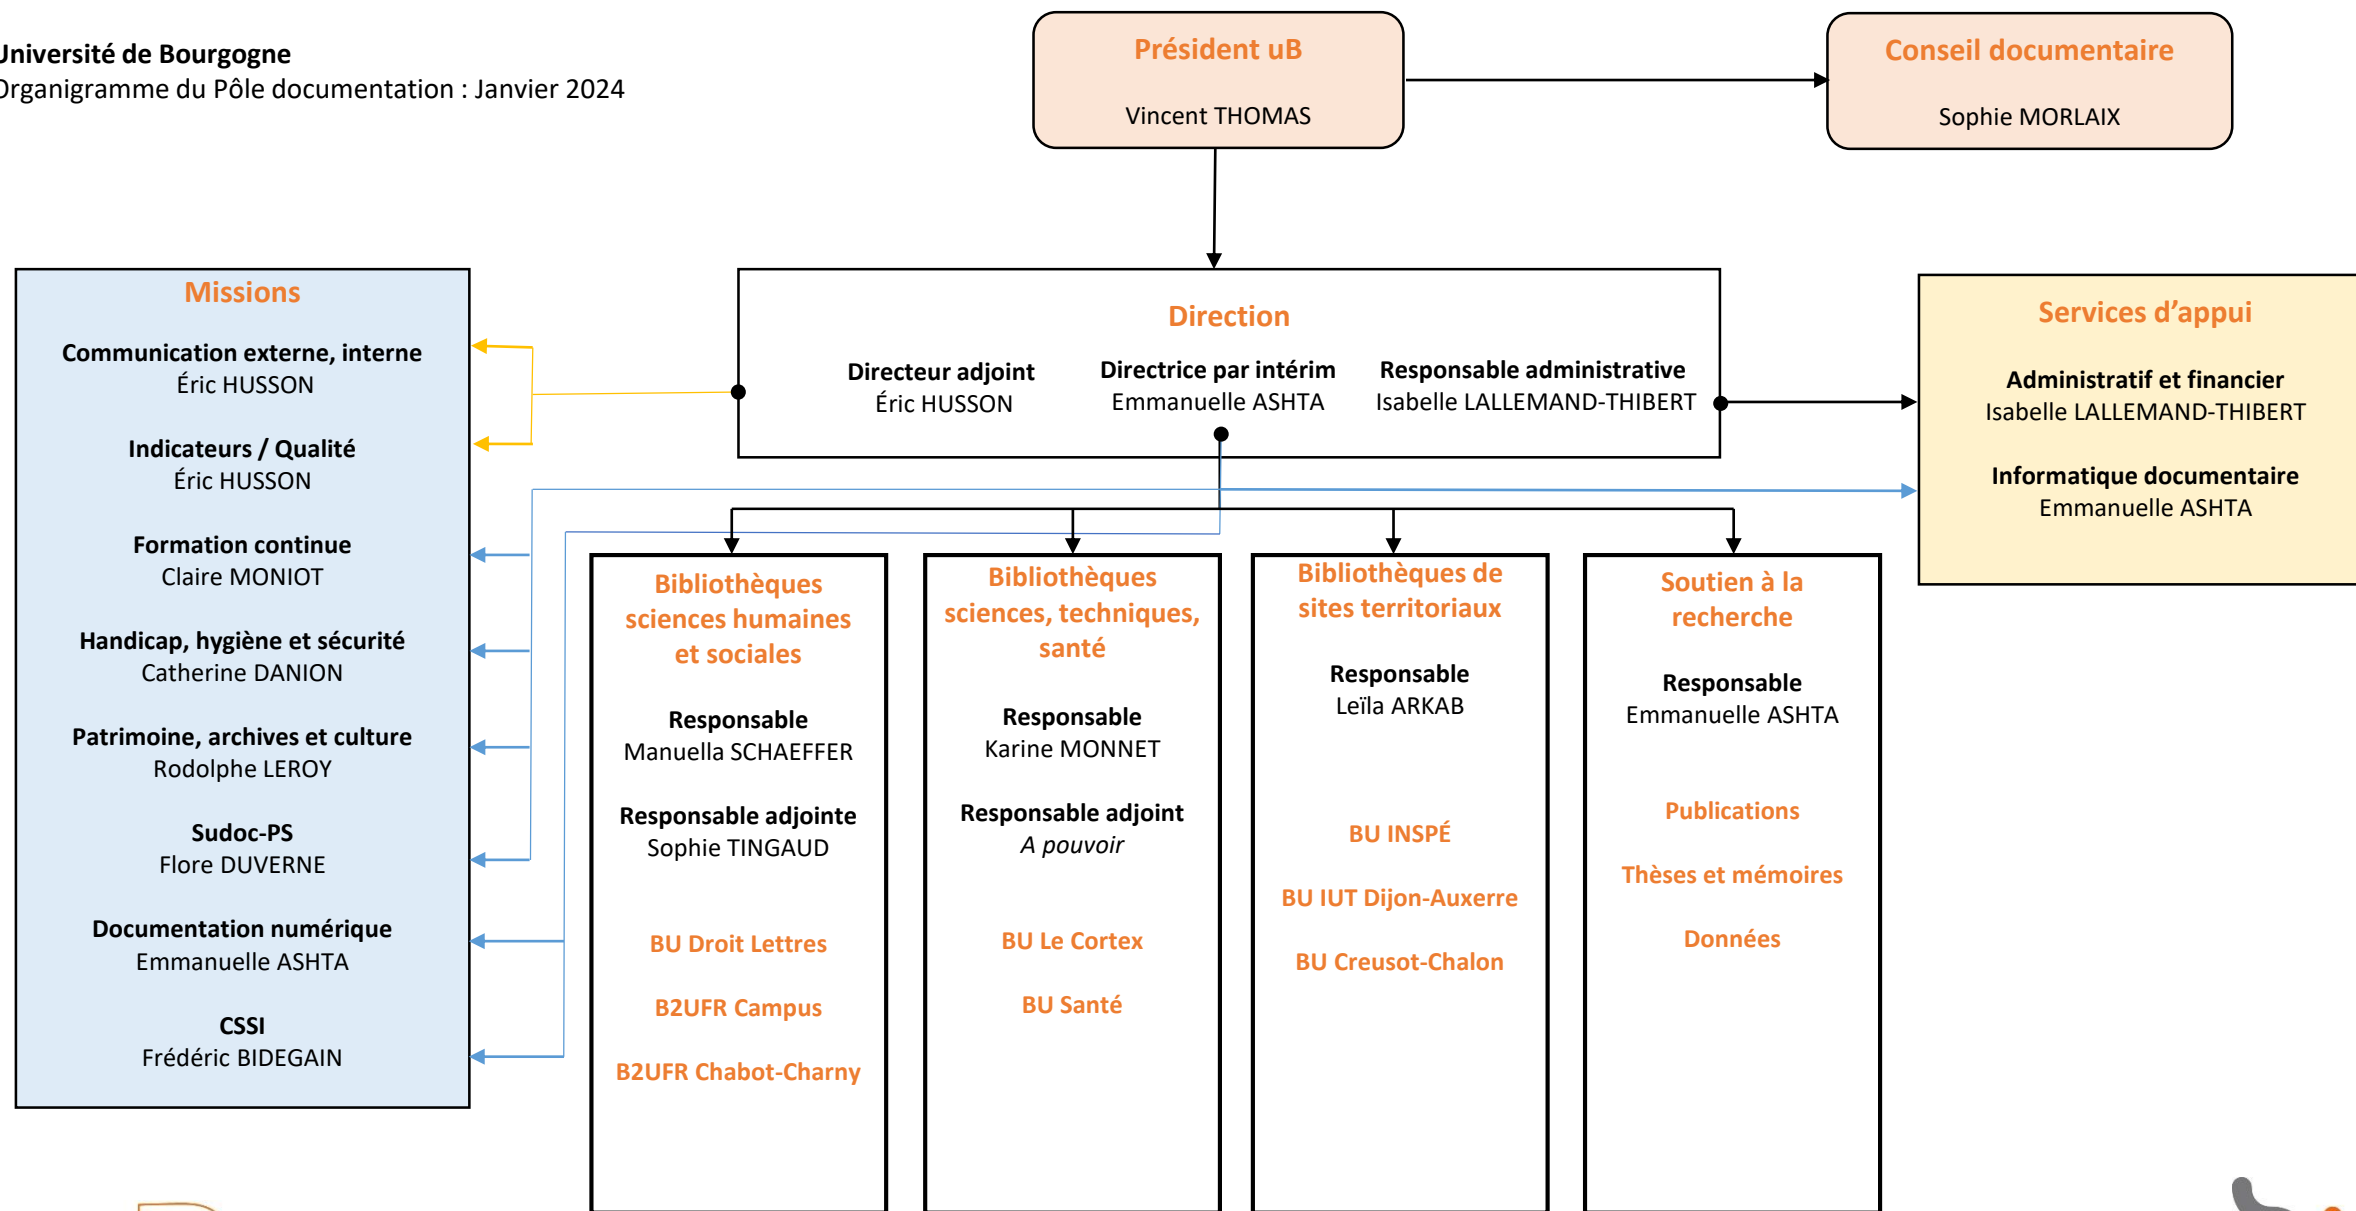 Université de Bourgogne
Organigramme du Pôle documentation : Janvier 2024
Président uB
Vincent THOMAS
Conseil documentaire
Sophie MORLAIX
Missions
Communication externe, interne
Éric HUSSON
Indicateurs / Qualité
Éric HUSSON
Formation continue
Claire MONIOT
Handicap, hygiène et sécurité
Catherine DANION
Patrimoine, archives et culture
Rodolphe LEROY
Sudoc-PS
Flore DUVERNE
Documentation numérique
Emmanuelle ASHTA
CSSI
Frédéric BIDEGAIN
Direction
Directeur adjoint
Éric HUSSON
Directrice par intérim
Emmanuelle ASHTA
Responsable administrative
Isabelle LALLEMAND-THIBERT
Services d’appui
Administratif et financier
Isabelle LALLEMAND-THIBERT
Informatique documentaire
Emmanuelle ASHTA
Bibliothèques
sciences humaines
et sociales
Responsable
Manuella SCHAEFFER
Responsable adjointe
Sophie TINGAUD
BU Droit Lettres
B2UFR Campus
B2UFR Chabot-Charny
Bibliothèques
sciences, techniques,
santé
Responsable
Karine MONNET
Responsable adjoint
A pouvoir
BU Le Cortex
BU Santé
Bibliothèques de
sites territoriaux
Responsable
Leïla ARKAB
BU INSPÉ
BU IUT Dijon-Auxerre
BU Creusot-Chalon
Soutien à la
recherche
Responsable
Emmanuelle ASHTA
Publications
Thèses et mémoires
Données